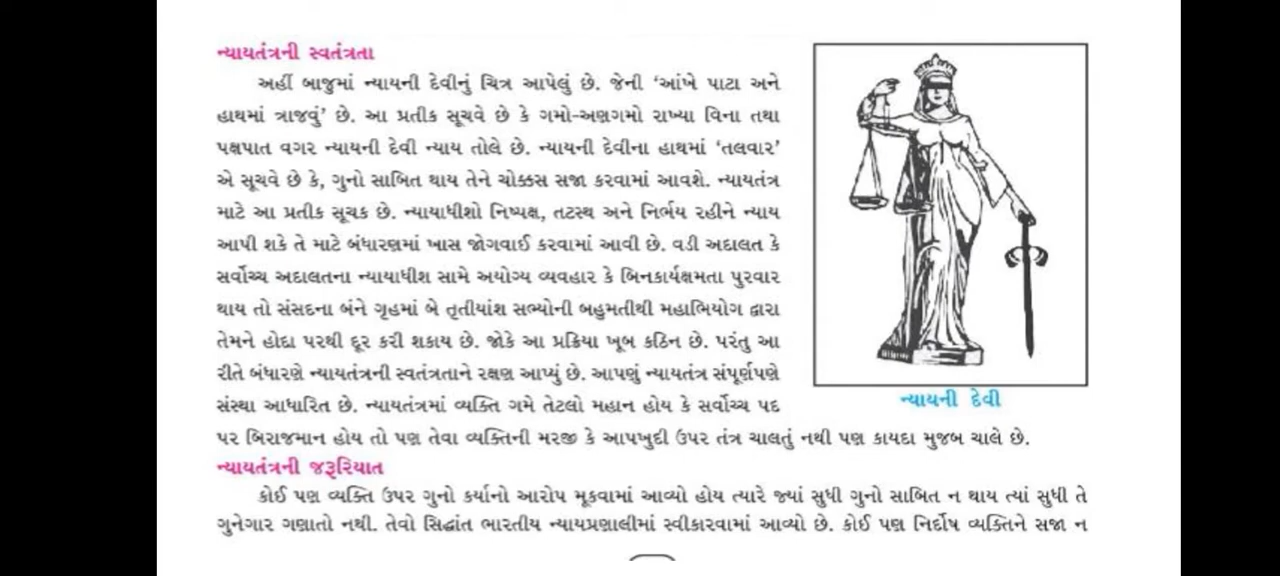 ન્યાયતંત્રની સ્વતંત્રતા
અહીં બાજુમાં ન્યાયની દેવીનું ચિત્ર આપેલું છે. જેની ‘આંખે પાટા અને
હાથમાં ત્રાજવું’ છે. આ પ્રતીક સૂચવે છે કે ગમો-અણગમો રાખ્યા વિના તથા
પક્ષપાત વગર ન્યાયની દેવી ન્યાય તોલે છે. ન્યાયની દેવીના હાથમાં ‘તલવાર’
એ સૂચવે છે કે, ગુનો સાબિત થાય તેને ચોક્કસ સજા કરવામાં આવશે. ન્યાયતંત્ર
માટે આ પ્રતીક સૂચક છે. ન્યાયાધીશો નિષ્પક્ષ, તટસ્થ અને નિર્ભય રહીને ન્યાય
આપી શકે તે માટે બંધારણમાં ખાસ જોગવાઈ કરવામાં આવી છે. વડી અદાલત કે
સર્વોચ્ચ અદાલતના ન્યાયાધીશ સામે અયોગ્ય વ્યવહાર કે બિનકાર્યક્ષમતા પુરવાર
થાય તો સંસદના બંને ગૃહમાં બે તૃતીયાંશ સભ્યોની બહુમતીથી મહાભિયોગ દ્વારા
તેમને હોદા પરથી દૂર કરી શકાય છે. જોકે આ પ્રક્રિયા ખૂબ કઠિન છે. પરંતુ આ
રીતે બંધારણે ન્યાયતંત્રની સ્વતંત્રતાને રક્ષણ આપ્યું છે. આપણું ન્યાયતંત્ર સંપૂર્ણપણે
સંસ્થા આધારિત છે. ન્યાયતંત્રમાં વ્યક્તિ ગમે તેટલો મહાન હોય કે સર્વોચ્ચ પદ
પર બિરાજમાન હોય તો પણ તેવા વ્યક્તિની મરજી કે આપખુદી ઉપર તંત્ર ચાલતું નથી પણ કાયદા મુજબ ચાલે છે.
ન્યાયની દેવી
ન્યાયતંત્રની જરૂરિયાત
કોઈ પણ વ્યક્તિ ઉપર ગુનો કર્યાનો આરોપ મૂકવામાં આવ્યો હોય ત્યારે જ્યાં સુધી ગુનો સાબિત ન થાય ત્યાં સુધી તે
ગુનેગાર ગણાતો નથી. તેવો સિદ્ધાંત ભારતીય ન્યાયપ્રણાલીમાં સ્વીકારવામાં આવ્યો છે. કોઈ પણ નિર્દોષ વ્યક્તિને સજા ન